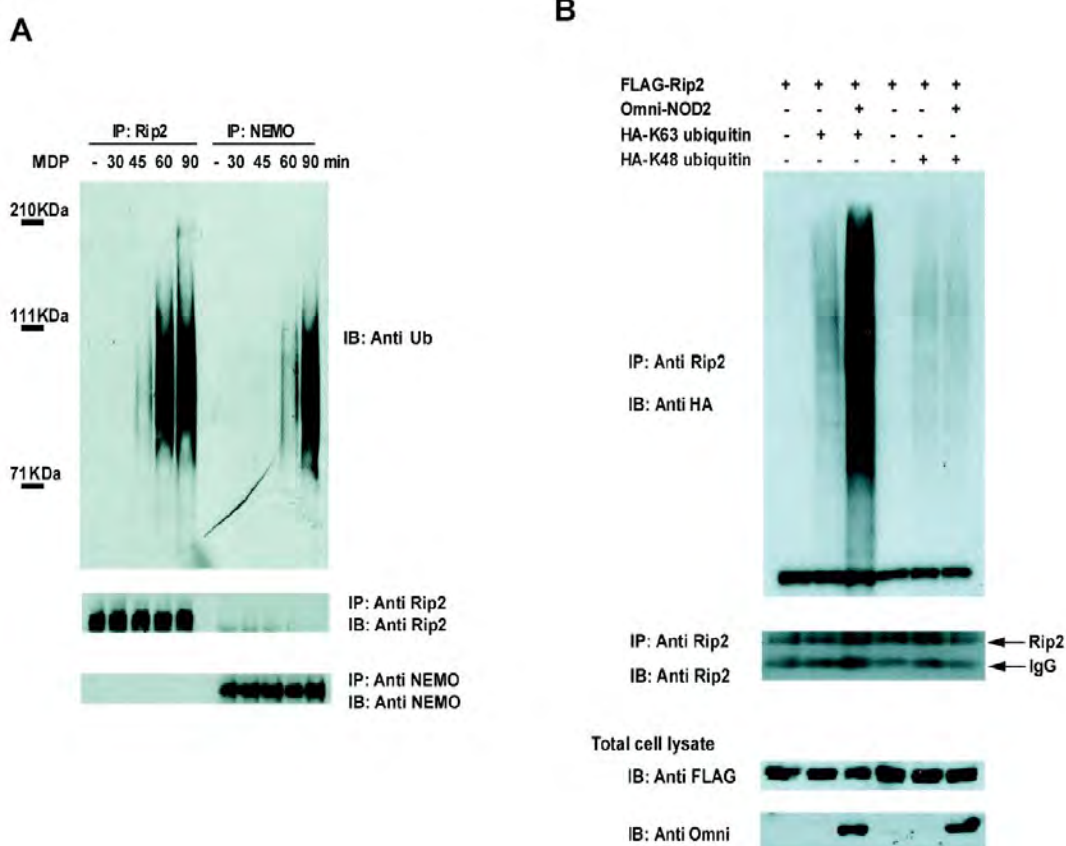 A
IP: Rip2 IP: NEMO
MDP - 30 45 60 90 - 30 45 60 90 min
210KDa
111KDa
71KDa
IB: Anti Ub
IP: Anti Rip2
IB: Anti Rip2
IP: Anti NEMO
IB: Anti NEMO
B
FLAG-Rip2 + + + + + +
Omni-NOD2 - - + - - +
HA-K63 ubiquitin - + + - - -
HA-K48 ubiquitin - - - - + +
IP: Anti Rip2
IB: Anti HA
IP: Anti Rip2
IB: Anti Rip2
Rip2
IgG
Total cell lysate
IB: Anti FLAG
IB: Anti Omni